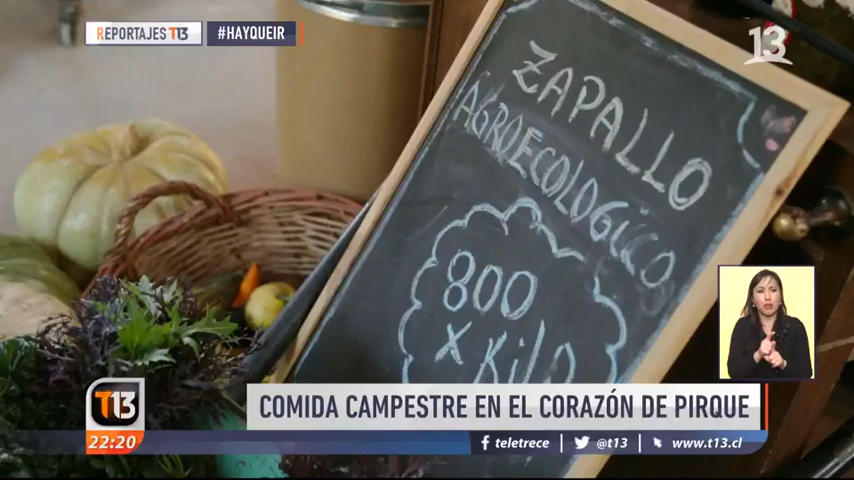 REPORTAJES T13
#HAYQUEIR
13
ZAPALLO
AGROECOLOGICO
800
x Kilo
COMIDA CAMPESTRE EN EL CORAZÓN DE PIRQUE
T13
22:20
teletrece
@t13
www.t13.cl